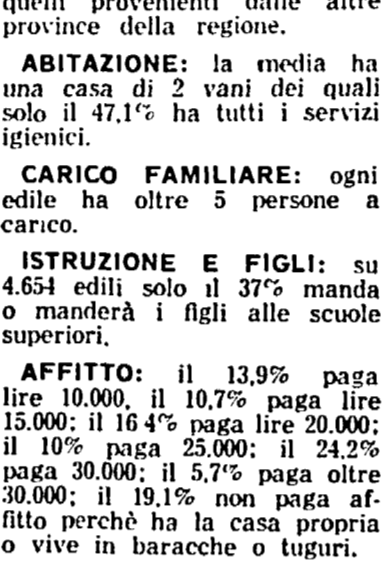 quelli provenienti dalle altre
province della regione.
ABITAZIONE: la media ha
una casa di 2 vani dei quali
solo il 47,1% ha tutti i servizi
igienici.
CARICO FAMILIARE: ogni
edile ha oltre 5 persone a
carico.
ISTRUZIONE E FIGLI: su
4.654 edili solo il 37% manda
o manderà i figli alle scuole
superiori.
AFFITTO: il 13,9% paga
lire 10.000, il 10,7% paga lire
15.000; il 16 4% paga lire 20.000;
il 10% paga 25.000; il 24,2%
paga 30.000; il 5,7% paga oltre
30.000; il 19,1% non paga af-
fitto perchè ha la casa propria
o vive in baracche o tuguri.